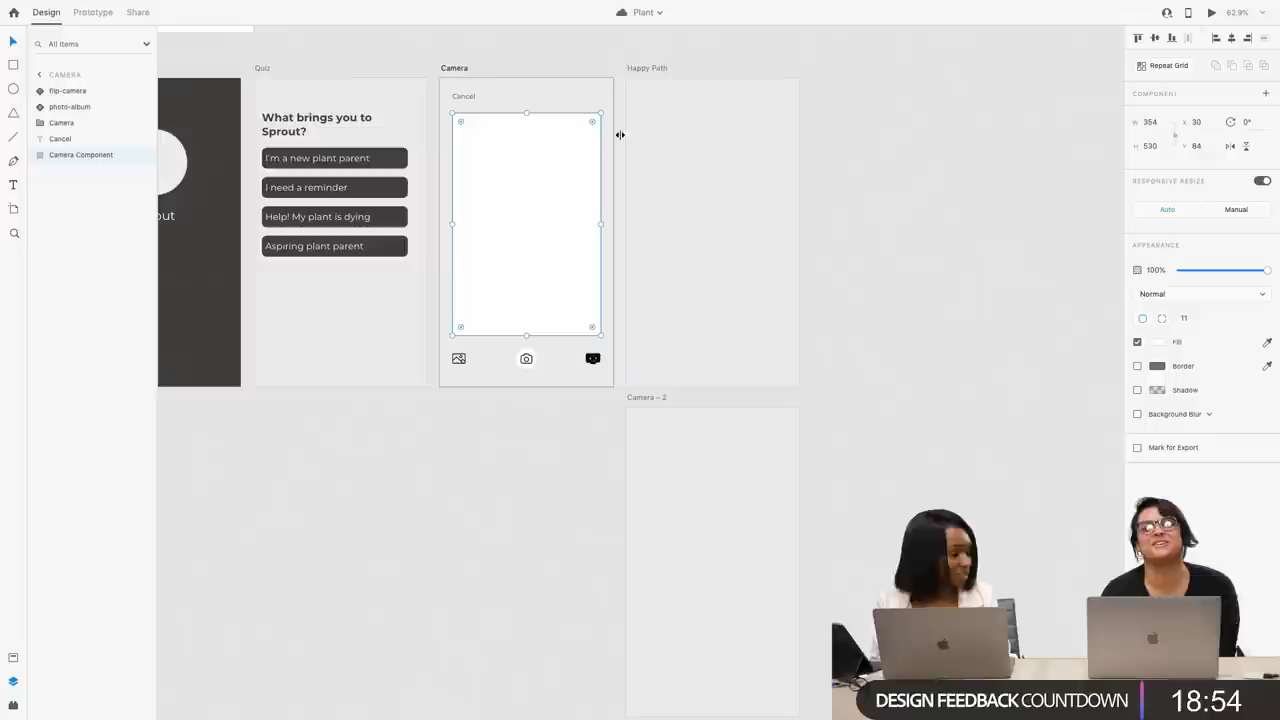 Design Prototype Share
Plant
62.9%
All Items
CAMERA
flip-camera
photo-album
Camera
Cancel
Camera Component
out
Quiz
What brings you to
Sprout?
I'm a new plant parent
I need a reminder
Help! My plant is dying
Aspiring plant parent
Camera
Cancel
Happy Path
Camera – 2
Repeat Grid
COMPONENT
W 354 X 30 0°
H 530 Y 84
RESPONSIVE RESIZE
Auto Manual
APPEARANCE
100%
Normal
11
Fill
Border
Shadow
Background Blur
Mark for Export
DESIGN FEEDBACK COUNTDOWN 18:54